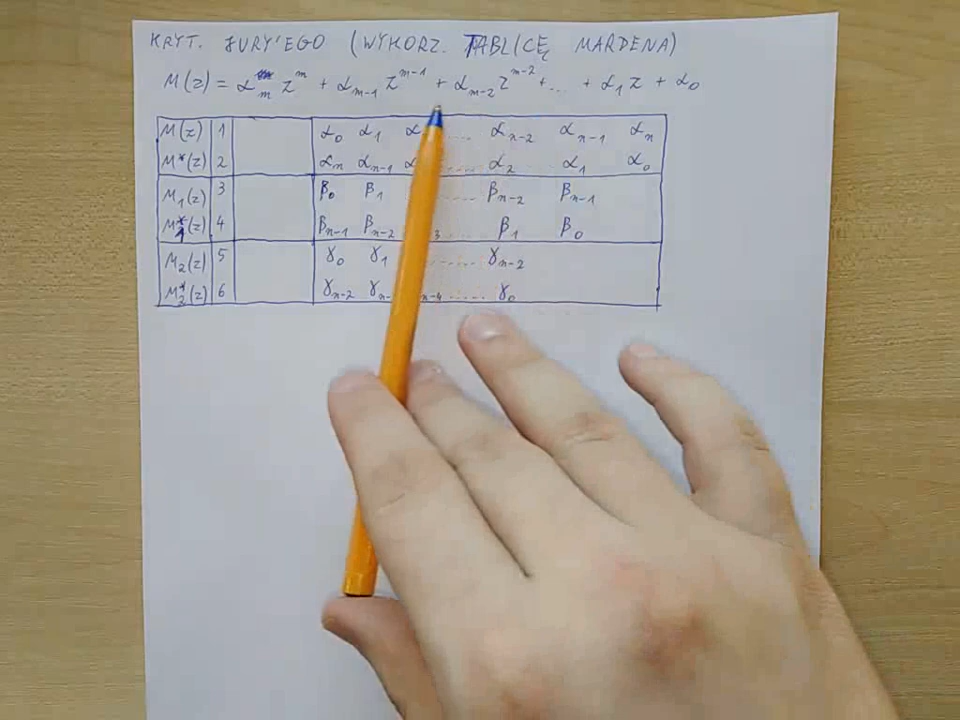 KRYT. JURY'EGO (WYKORZ. TABLICĘ MARDENA)
M(z) = α_m z^m + α_{m-1} z^{m-1} + α_{m-2} z^{m-2} + ... + α_1 z + α_0
M(z) 1 α_0 α_1 α ..... α_{n-2} α_{n-1} α_n
M*(z) 2 α_n α_{n-1} α ..... α_2 α_1 α_0
M_1(z) 3 β_0 β_1 ..... β_{n-2} β_{n-1}
M_1*(z) 4 β_{n-1} β_{n-2} 3 ..... β_1 β_0
M_2(z) 5 γ_0 γ_1 ..... γ_{n-2}
M_2*(z) 6 γ_{n-2} γ_{n- n-4 ..... γ_0